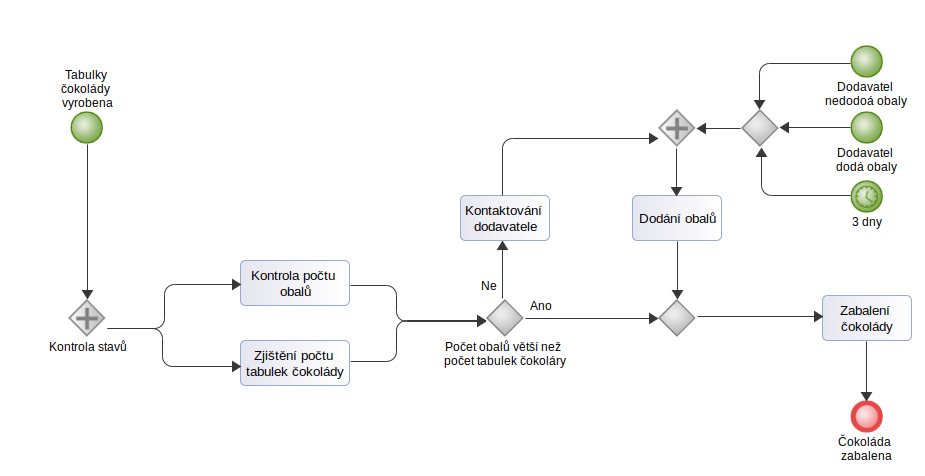 Tabulky
čokolády
vyrobena
Dodavatel
nedodoá obaly
Dodavatel
dodá obaly
3 dny
Kontaktování
dodavatele
Dodání obalů
Kontrola počtu
obalů
Ne
Ano
Kontrola stavů
Zjištění počtu
tabulek čokolády
Počet obalů větší než
počet tabulek čokoláry
Zabalení
čokolády
Čokoláda
zabalena